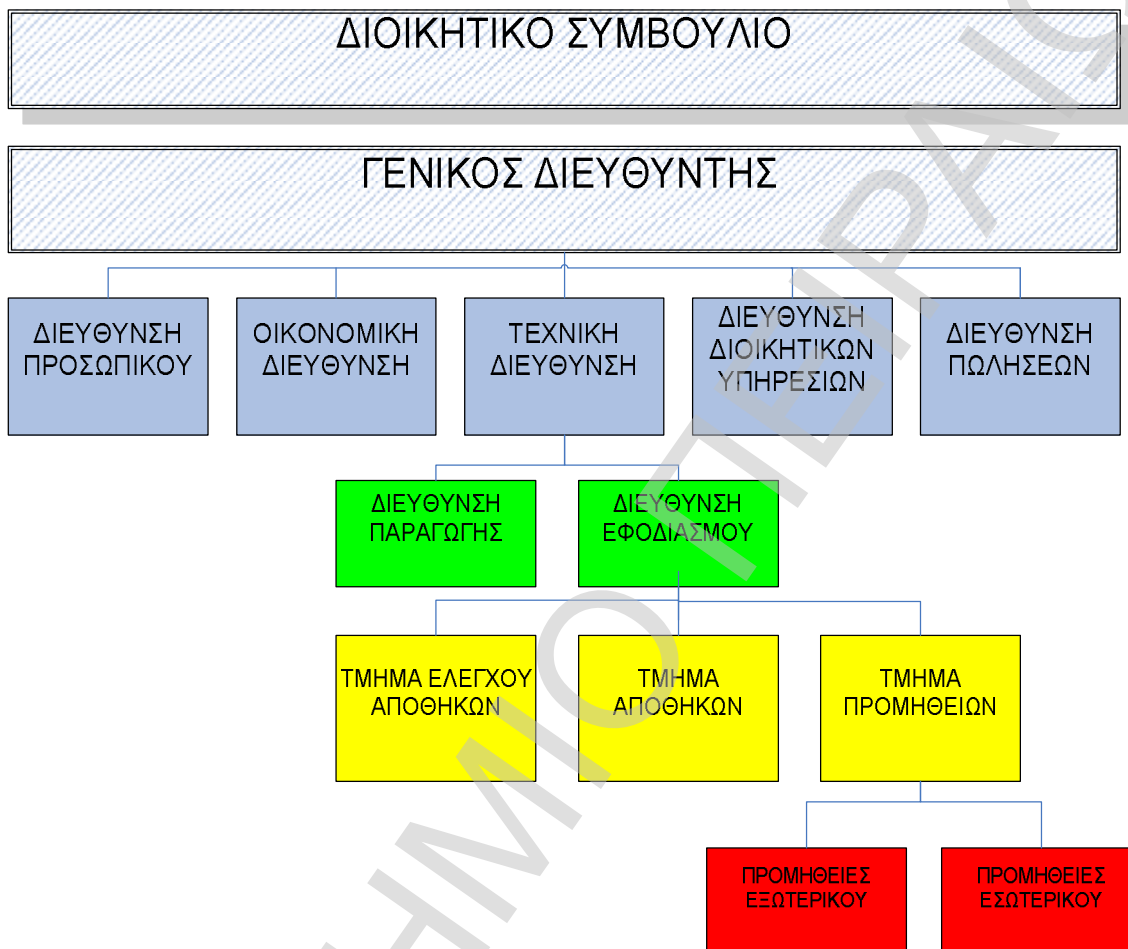 ΔΙΟΙΚΗΤΙΚΟ ΣΥΜΒΟΥΛΙΟ
ΓΕΝΙΚΟΣ ΔΙΕΥΘΥΝΤΗΣ
ΔΙΕΥΘΥΝΣΗ
ΠΡΟΣΩΠΙΚΟΥ
ΟΙΚΟΝΟΜΙΚΗ
ΔΙΕΥΘΥΝΣΗ
ΤΕΧΝΙΚΗ
ΔΙΕΥΘΥΝΣΗ
ΔΙΕΥΘΥΝΣΗ
ΔΙΟΙΚΗΤΙΚΩΝ
ΥΠΗΡΕΣΙΩΝ
ΔΙΕΥΘΥΝΣΗ
ΠΩΛΗΣΕΩΝ
ΔΙΕΥΘΥΝΣΗ
ΠΑΡΑΓΩΓΗΣ
ΔΙΕΥΘΥΝΣΗ
ΕΦΟΔΙΑΣΜΟΥ
ΤΜΗΜΑ ΕΛΕΓΧΟΥ
ΑΠΟΘΗΚΩΝ
ΤΜΗΜΑ
ΑΠΟΘΗΚΩΝ
ΤΜΗΜΑ
ΠΡΟΜΗΘΕΙΩΝ
ΠΡΟΜΗΘΕΙΕΣ
ΕΞΩΤΕΡΙΚΟΥ
ΠΡΟΜΗΘΕΙΕΣ
ΕΣΩΤΕΡΙΚΟΥ